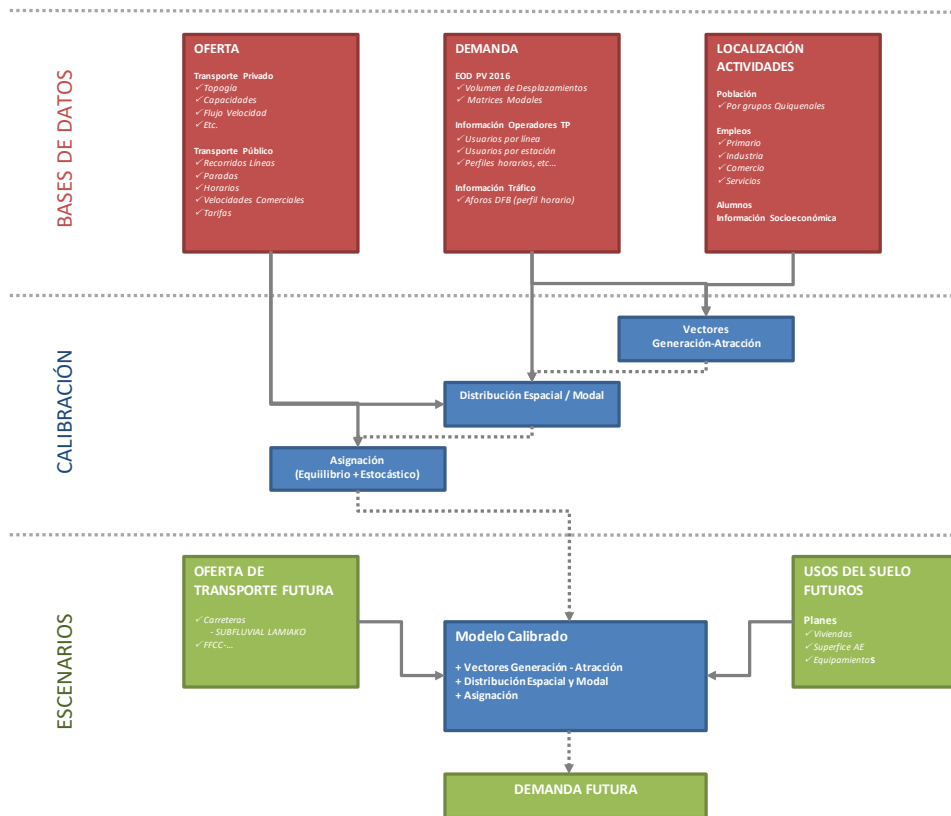 BASES DE DATOS
OFERTA
Transporte Privado
✓Topogía
✓Capacidades
✓Flujo Velocidad
✓Etc.
Transporte Público
✓Recorridos Líneas
✓Paradas
✓Horarios
✓Velocidades Comerciales
✓Tarifas
DEMANDA
EOD PV 2016
✓Volumen de Desplazamientos
✓Matrices Modales
Información Operadores TP
✓Usuarios por línea
✓Usuarios por estación
✓Perfiles horarios, etc...
Información Tráfico
✓Aforos DFB (perfil horario)
LOCALIZACIÓN
ACTIVIDADES
Población
✓Por grupos Quiquenales
Empleos
✓Primario
✓Industria
✓Comercio
✓Servicios
Alumnos
Información Socioeconómica
CALIBRACIÓN
Vectores
Generación-Atracción
Distribución Espacial / Modal
Asignación
(Equiilibrio + Estocástico)
ESCENARIOS
OFERTA DE
TRANSPORTE FUTURA
✓Carreteras
- SUBFLUVIAL LAMIAKO
✓FFCC-...
Modelo Calibrado
+ Vectores Generación - Atracción
+ Distribución Espacial y Modal
+ Asignación
USOS DEL SUELO
FUTUROS
Planes
✓Viviendas
✓Superfice AE
✓Equipamientos
DEMANDA FUTURA